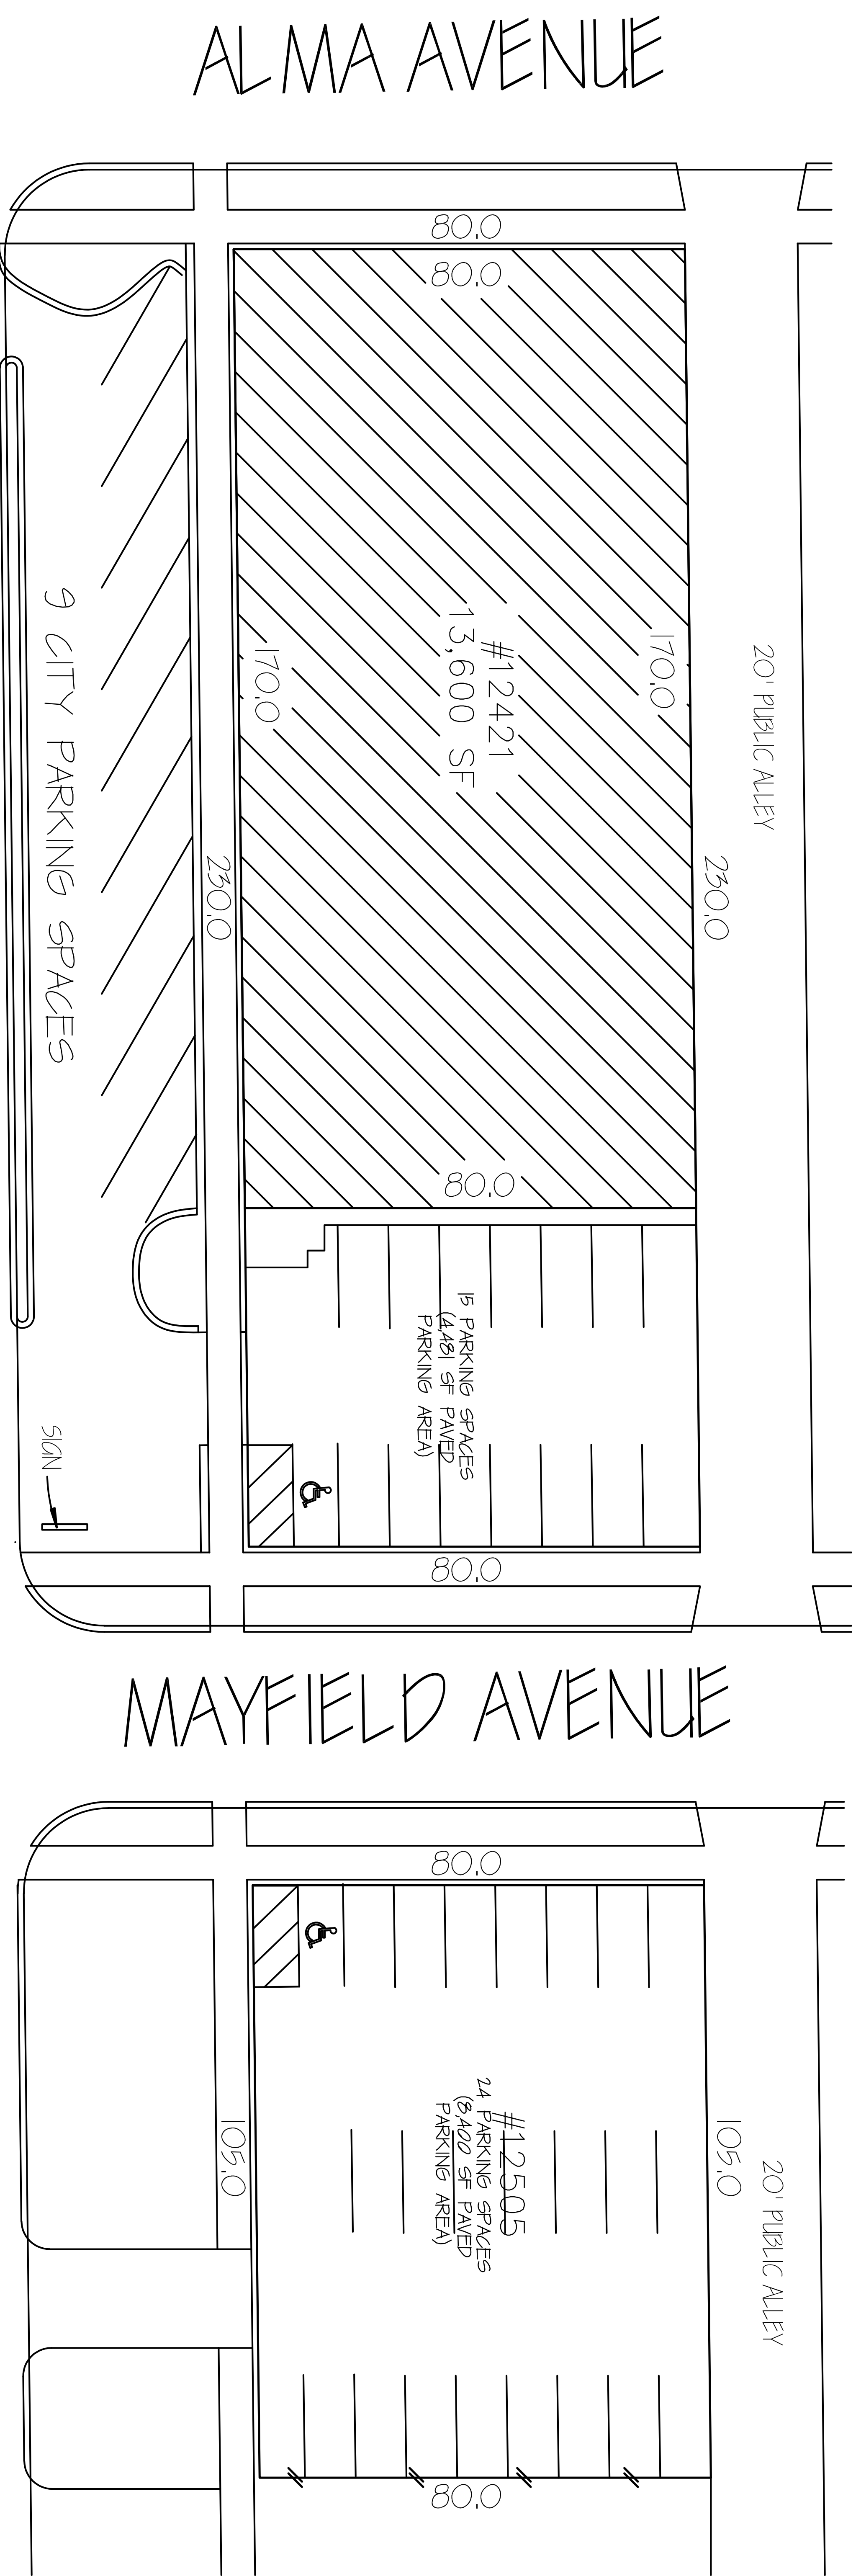 ALMA AVENUE
80.0
80.0
#12421
13,600 SF
170.0
170.0
20' PUBLIC ALLEY
9 CITY PARKING SPACES
230.0
230.0
80.0
15 PARKING SPACES
(4,481 SF PAVED
PARKING AREA)
SIGN
80.0
MAYFIELD AVENUE
80.0
#12505
24 PARKING SPACES
(8,400 SF PAVED
PARKING AREA)
105.0
105.0
20' PUBLIC ALLEY
80.0